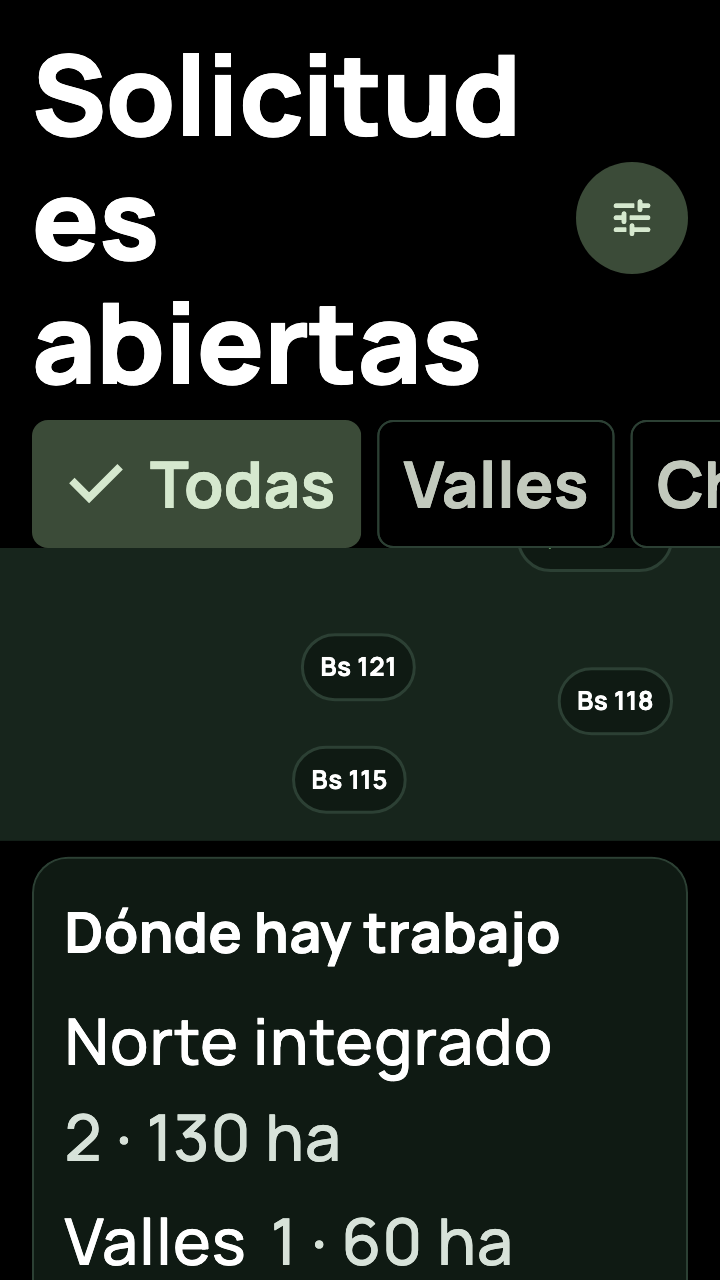 Solicitud
es
abiertas
Todas
Valles
Ch
Bs 121
Bs 118
Bs 115
Dónde hay trabajo
Norte integrado
2 · 130 ha
Valles 1 · 60 ha